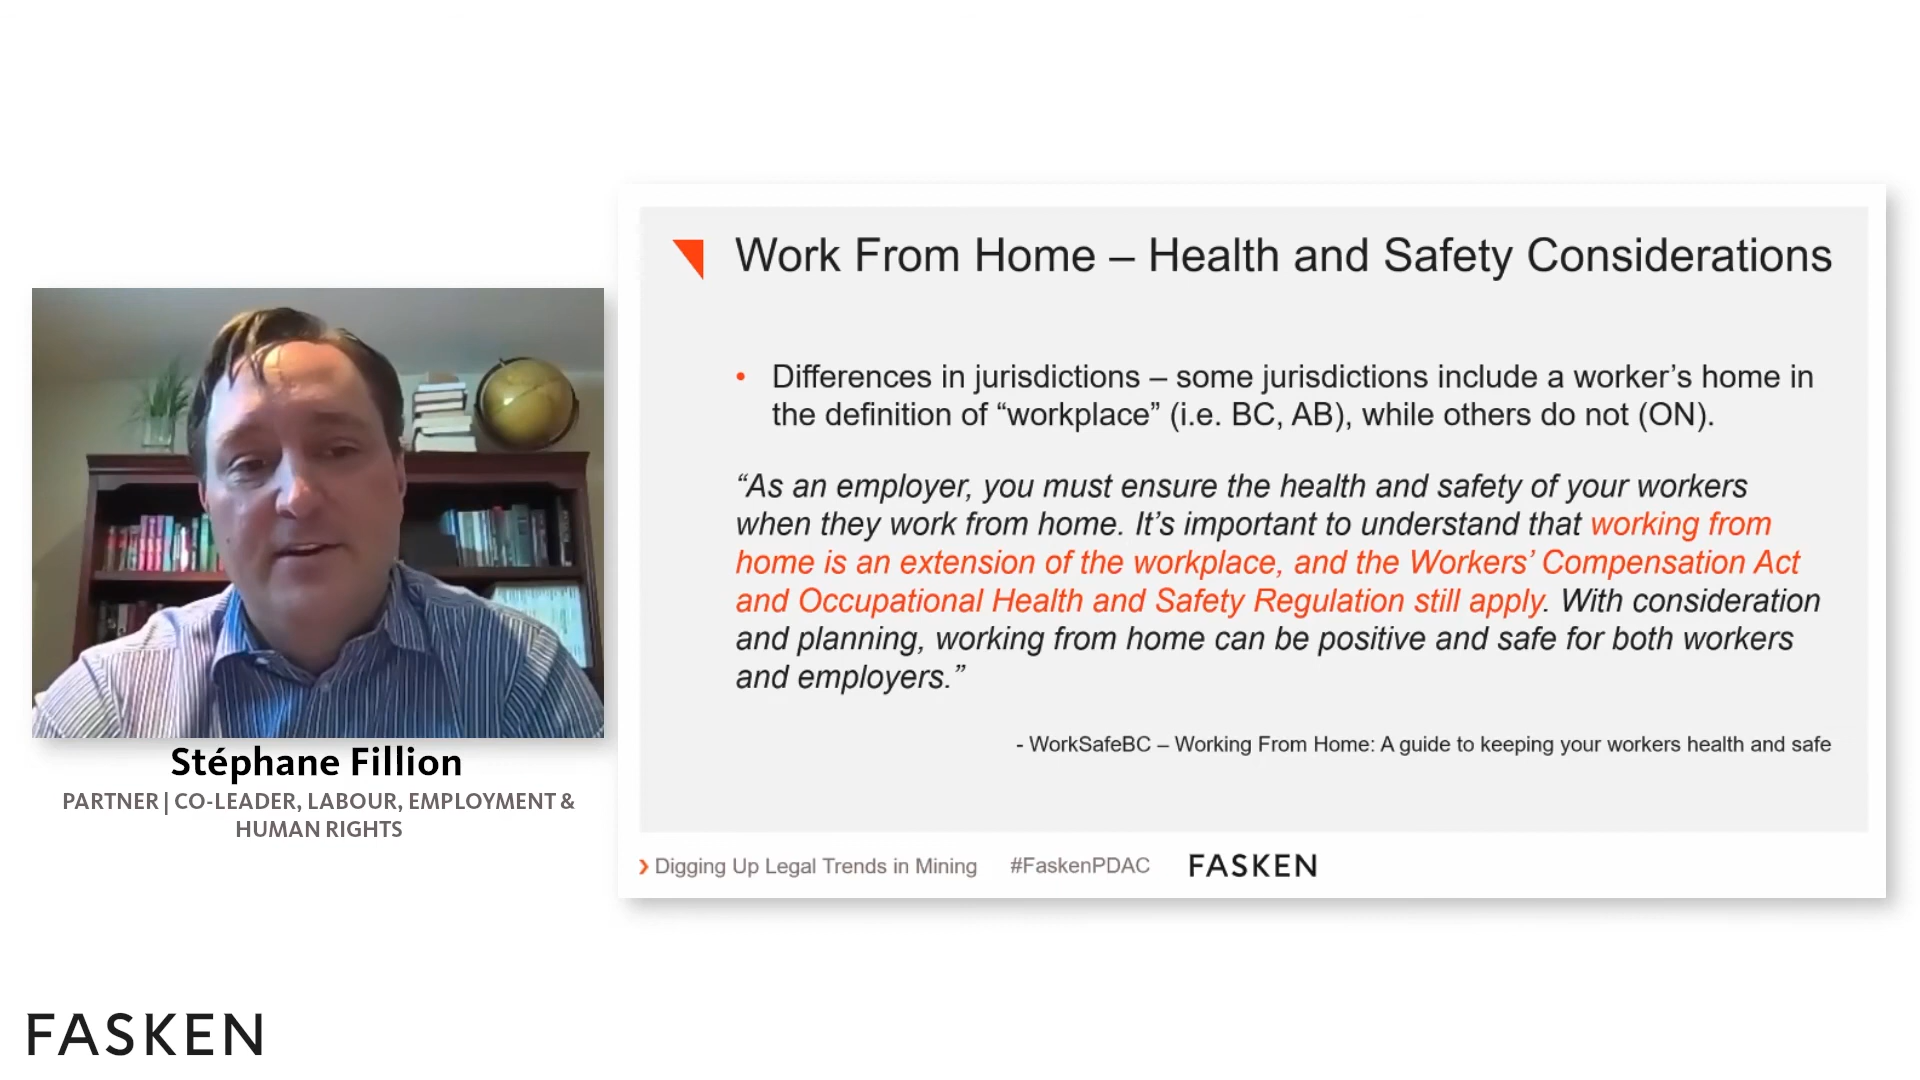 Work From Home – Health and Safety Considerations
• Differences in jurisdictions – some jurisdictions include a worker’s home in
the definition of “workplace” (i.e. BC, AB), while others do not (ON).
“As an employer, you must ensure the health and safety of your workers
when they work from home. It’s important to understand that working from
home is an extension of the workplace, and the Workers’ Compensation Act
and Occupational Health and Safety Regulation still apply. With consideration
and planning, working from home can be positive and safe for both workers
and employers.”
- WorkSafeBC – Working From Home: A guide to keeping your workers health and safe
Digging Up Legal Trends in Mining #FaskenPDAC FASKEN
Stéphane Fillion
PARTNER | CO-LEADER, LABOUR, EMPLOYMENT &
HUMAN RIGHTS
FASKEN